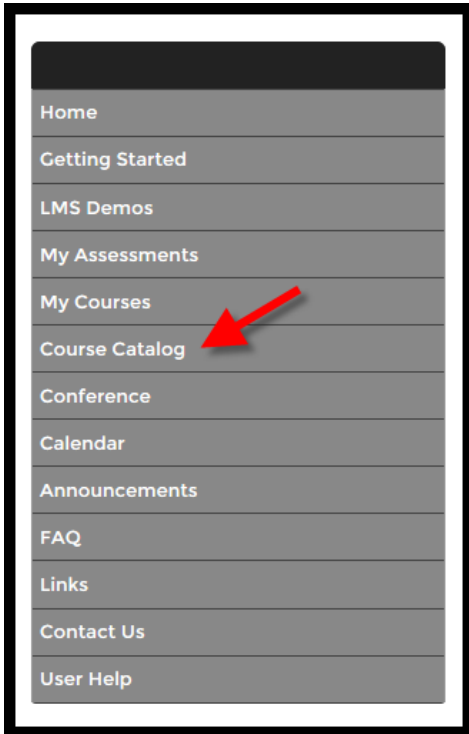 Home
Getting Started
LMS Demos
My Assessments
My Courses
Course Catalog
Conference
Calendar
Announcements
FAQ
Links
Contact Us
User Help